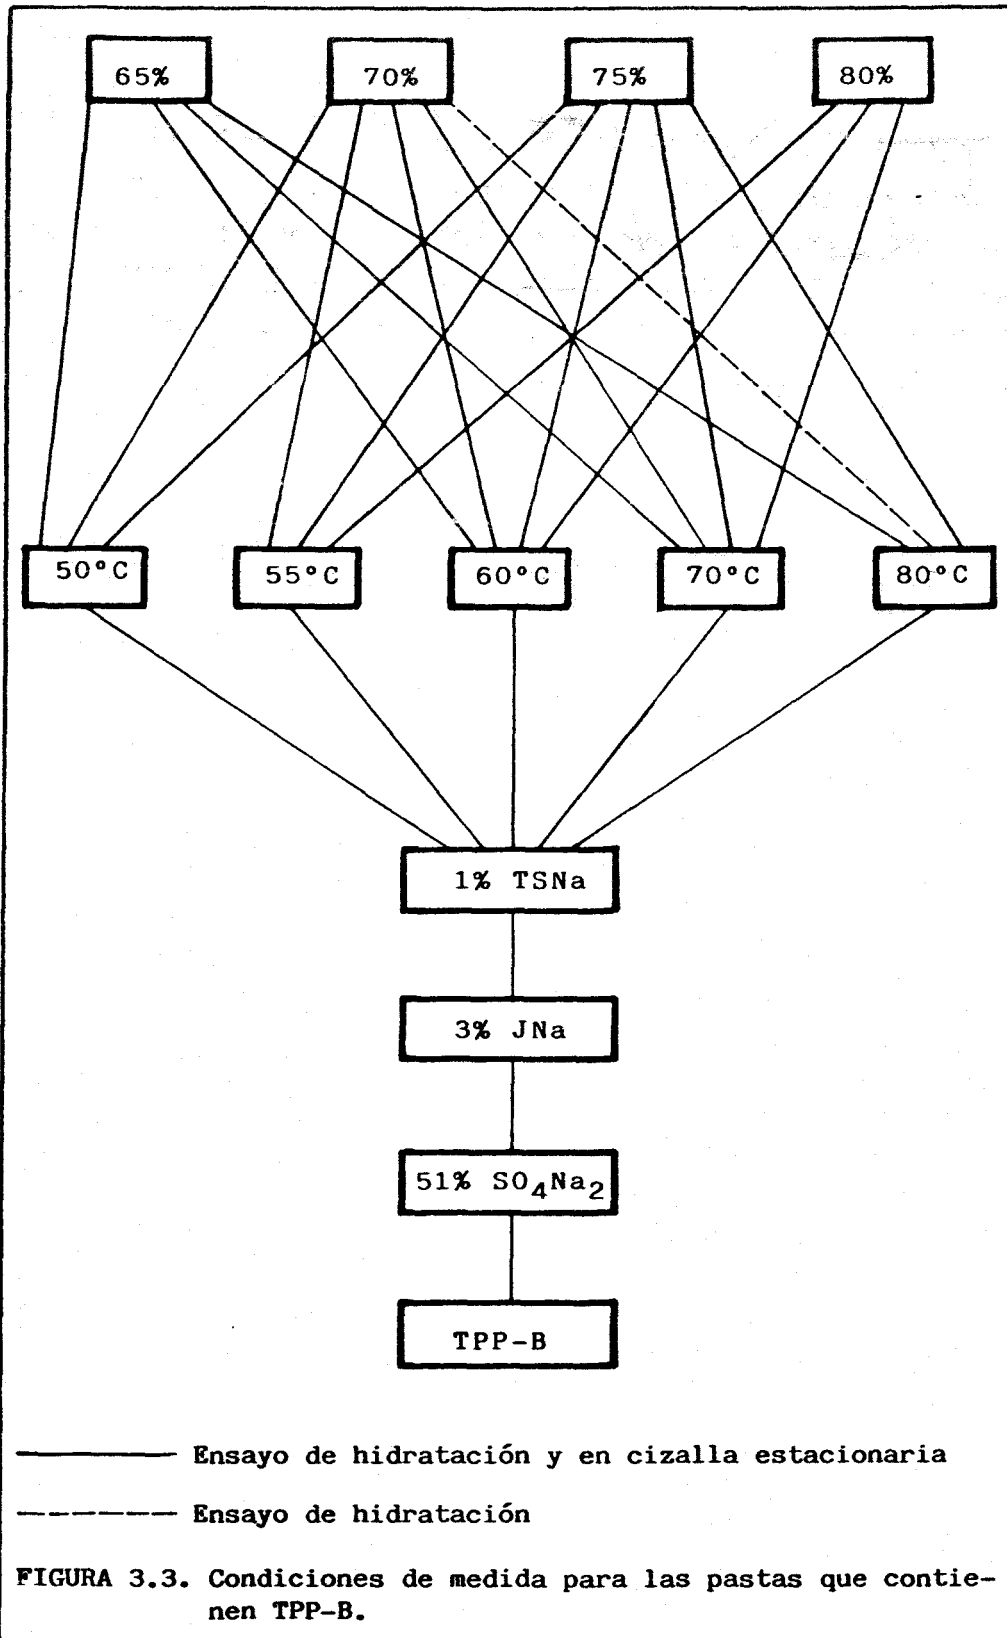 65% 70% 75% 80%
50°C 55°C 60°C 70°C 80°C
1% TSNa
3% JNa
51% SO₄Na₂
TPP-B
Ensayo de hidratación y en cizalla estacionaria
Ensayo de hidratación
FIGURA 3.3. Condiciones de medida para las pastas que contie-
nen TPP-B.